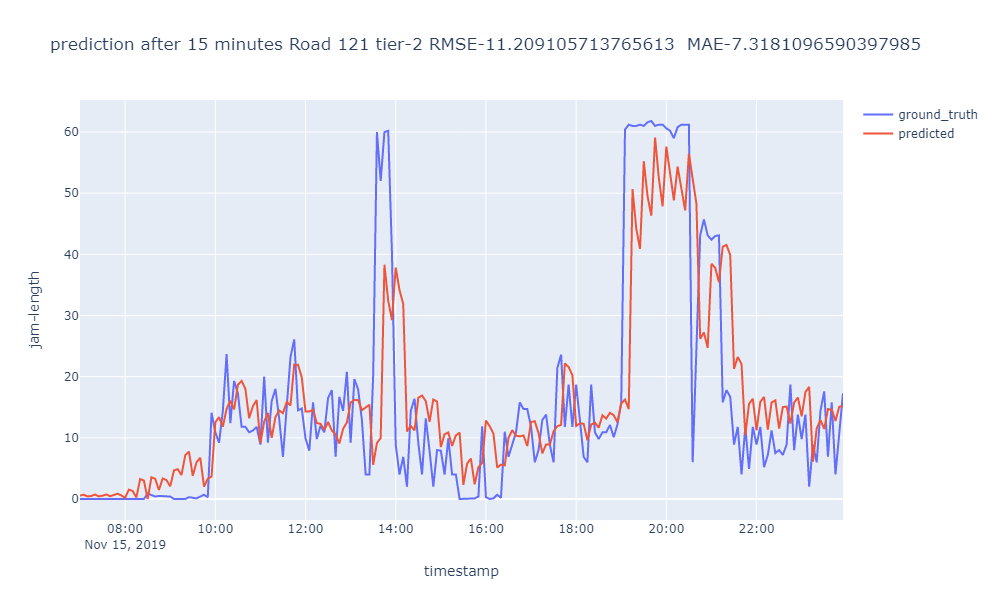 prediction after 15 minutes Road 121 tier-2 RMSE-11.209105713765613  MAE-7.3181096590397985
ground_truth
predicted
60
50
40
30
20
10
0
jam-length
08:00 10:00 12:00 14:00 16:00 18:00 20:00 22:00
Nov 15, 2019
timestamp